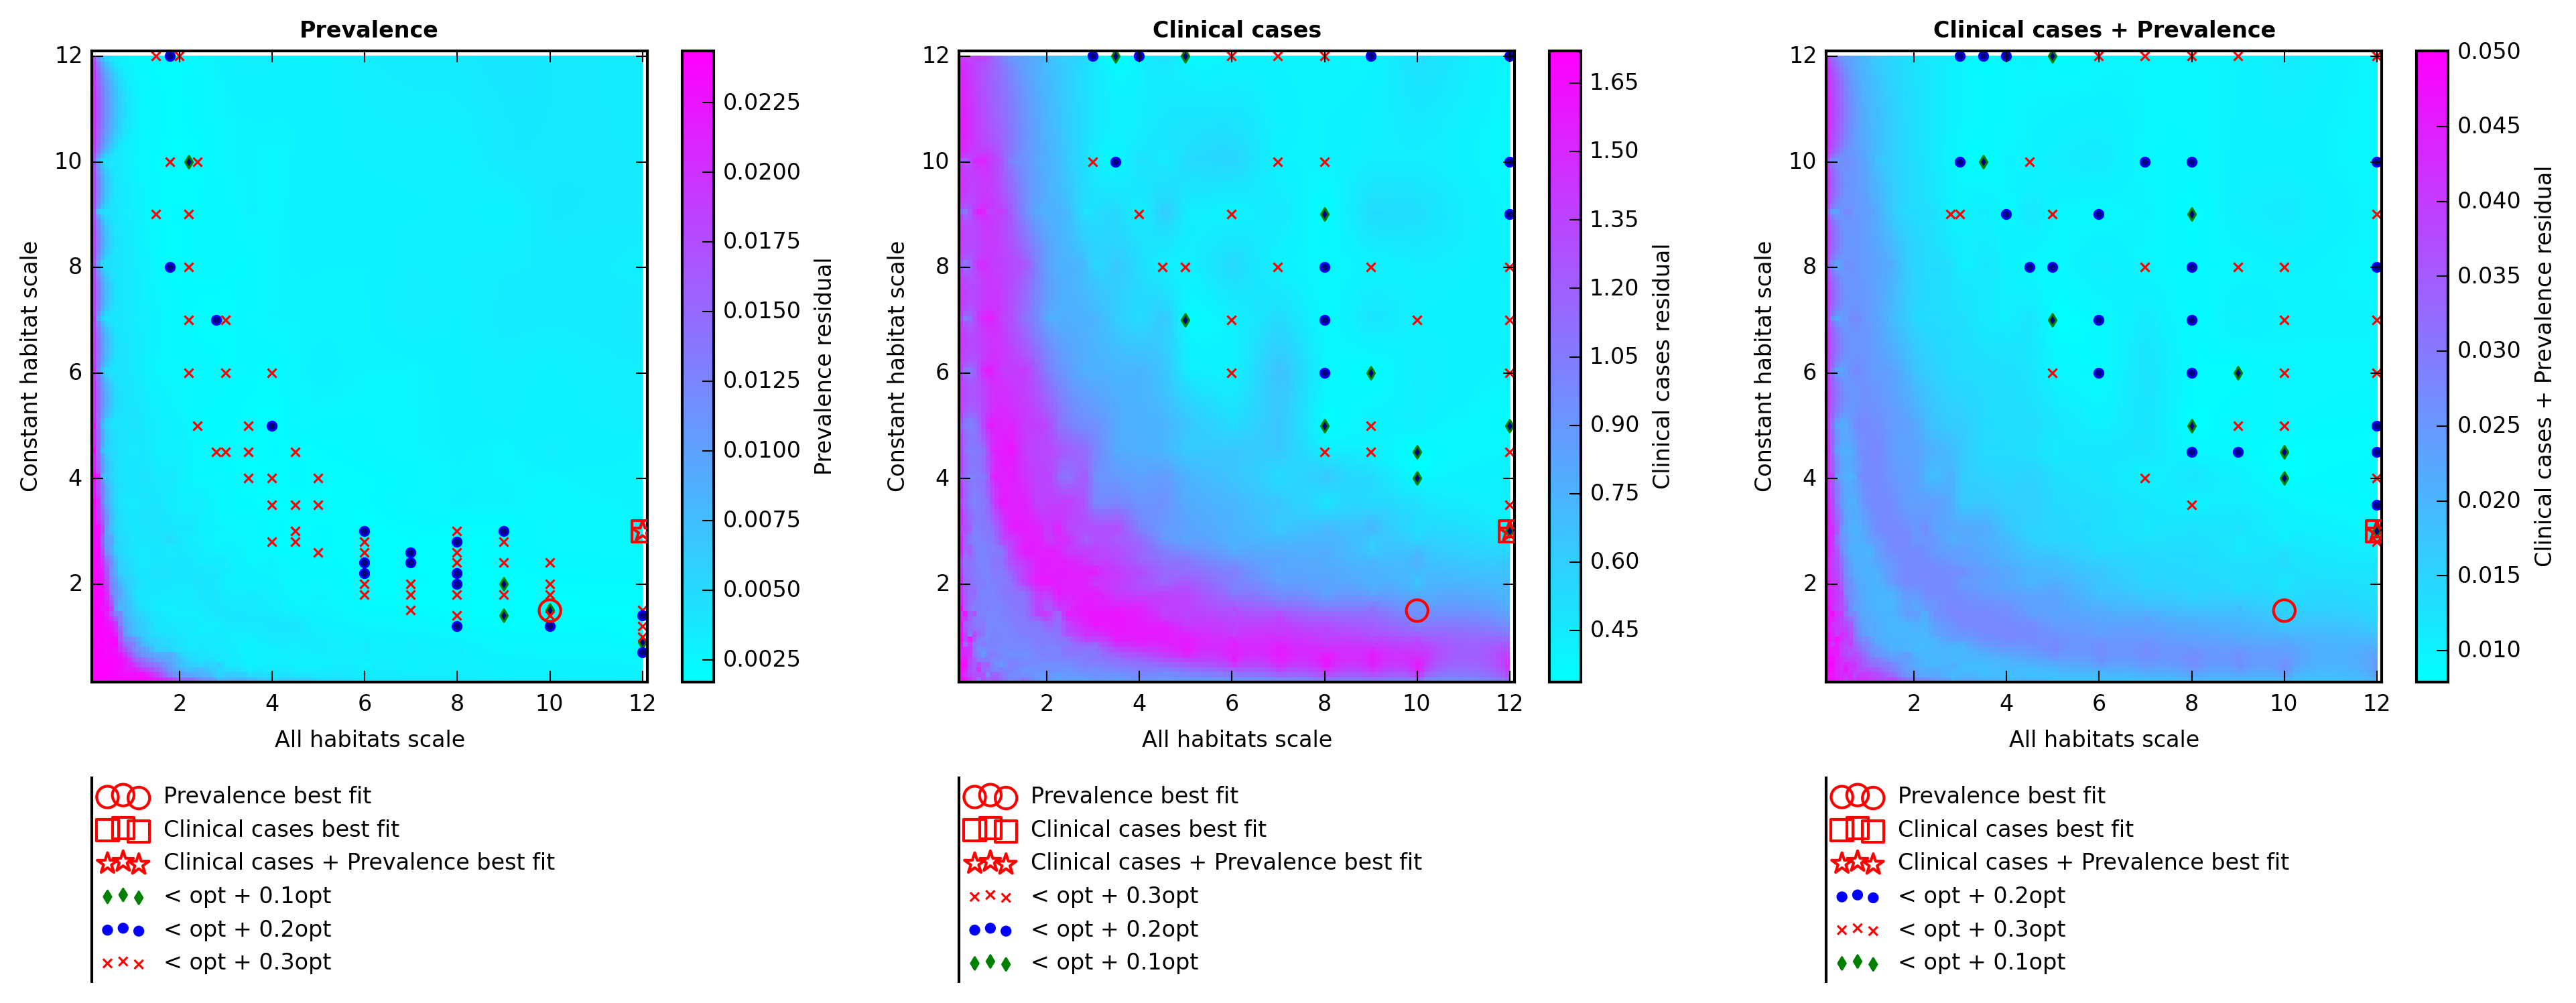 Prevalence
Clinical cases
Clinical cases + Prevalence
Constant habitat scale
12
10
8
6
4
2
2 4 6 8 10 12
All habitats scale
0.0225
0.0200
0.0175
0.0150
0.0125
0.0100
0.0075
0.0050
0.0025
Prevalence residual
Constant habitat scale
12
10
8
6
4
2
2 4 6 8 10 12
All habitats scale
1.65
1.50
1.35
1.20
1.05
0.90
0.75
0.60
0.45
Clinical cases residual
Constant habitat scale
12
10
8
6
4
2
2 4 6 8 10 12
All habitats scale
0.050
0.045
0.040
0.035
0.030
0.025
0.020
0.015
0.010
Clinical cases + Prevalence residual
Prevalence best fit
Clinical cases best fit
Clinical cases + Prevalence best fit
< opt + 0.1opt
< opt + 0.2opt
< opt + 0.3opt
Prevalence best fit
Clinical cases best fit
Clinical cases + Prevalence best fit
< opt + 0.3opt
< opt + 0.2opt
< opt + 0.1opt
Prevalence best fit
Clinical cases best fit
Clinical cases + Prevalence best fit
< opt + 0.2opt
< opt + 0.3opt
< opt + 0.1opt